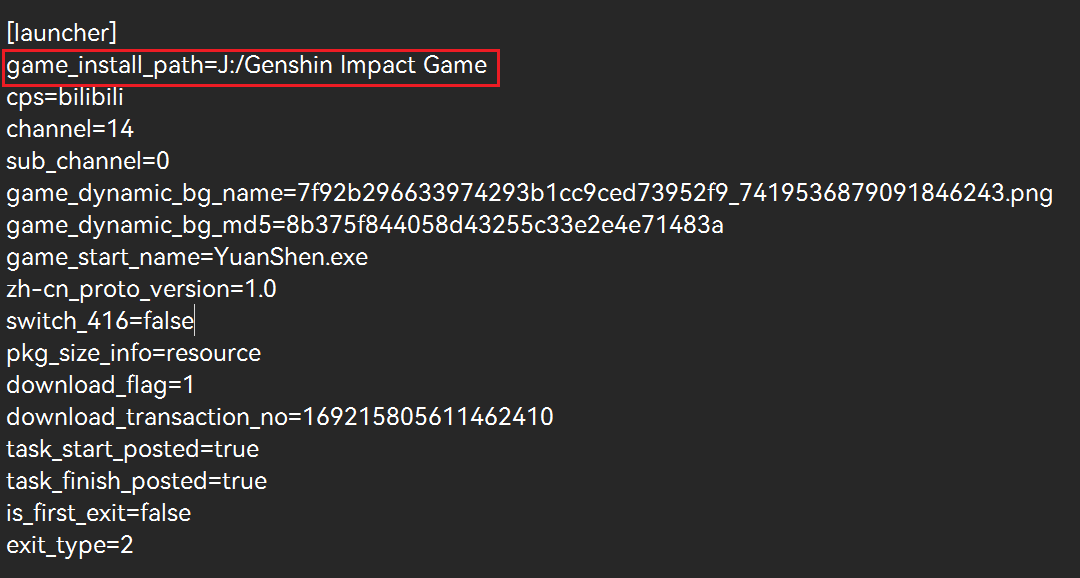 [launcher]
game_install_path=J:/Genshin Impact Game
cps=bilibili
channel=14
sub_channel=0
game_dynamic_bg_name=7f92b296633974293b1cc9ced73952f9_7419536879091846243.png
game_dynamic_bg_md5=8b375f844058d43255c33e2e4e71483a
game_start_name=YuanShen.exe
zh-cn_proto_version=1.0
switch_416=false
pkg_size_info=resource
download_flag=1
download_transaction_no=169215805611462410
task_start_posted=true
task_finish_posted=true
is_first_exit=false
exit_type=2